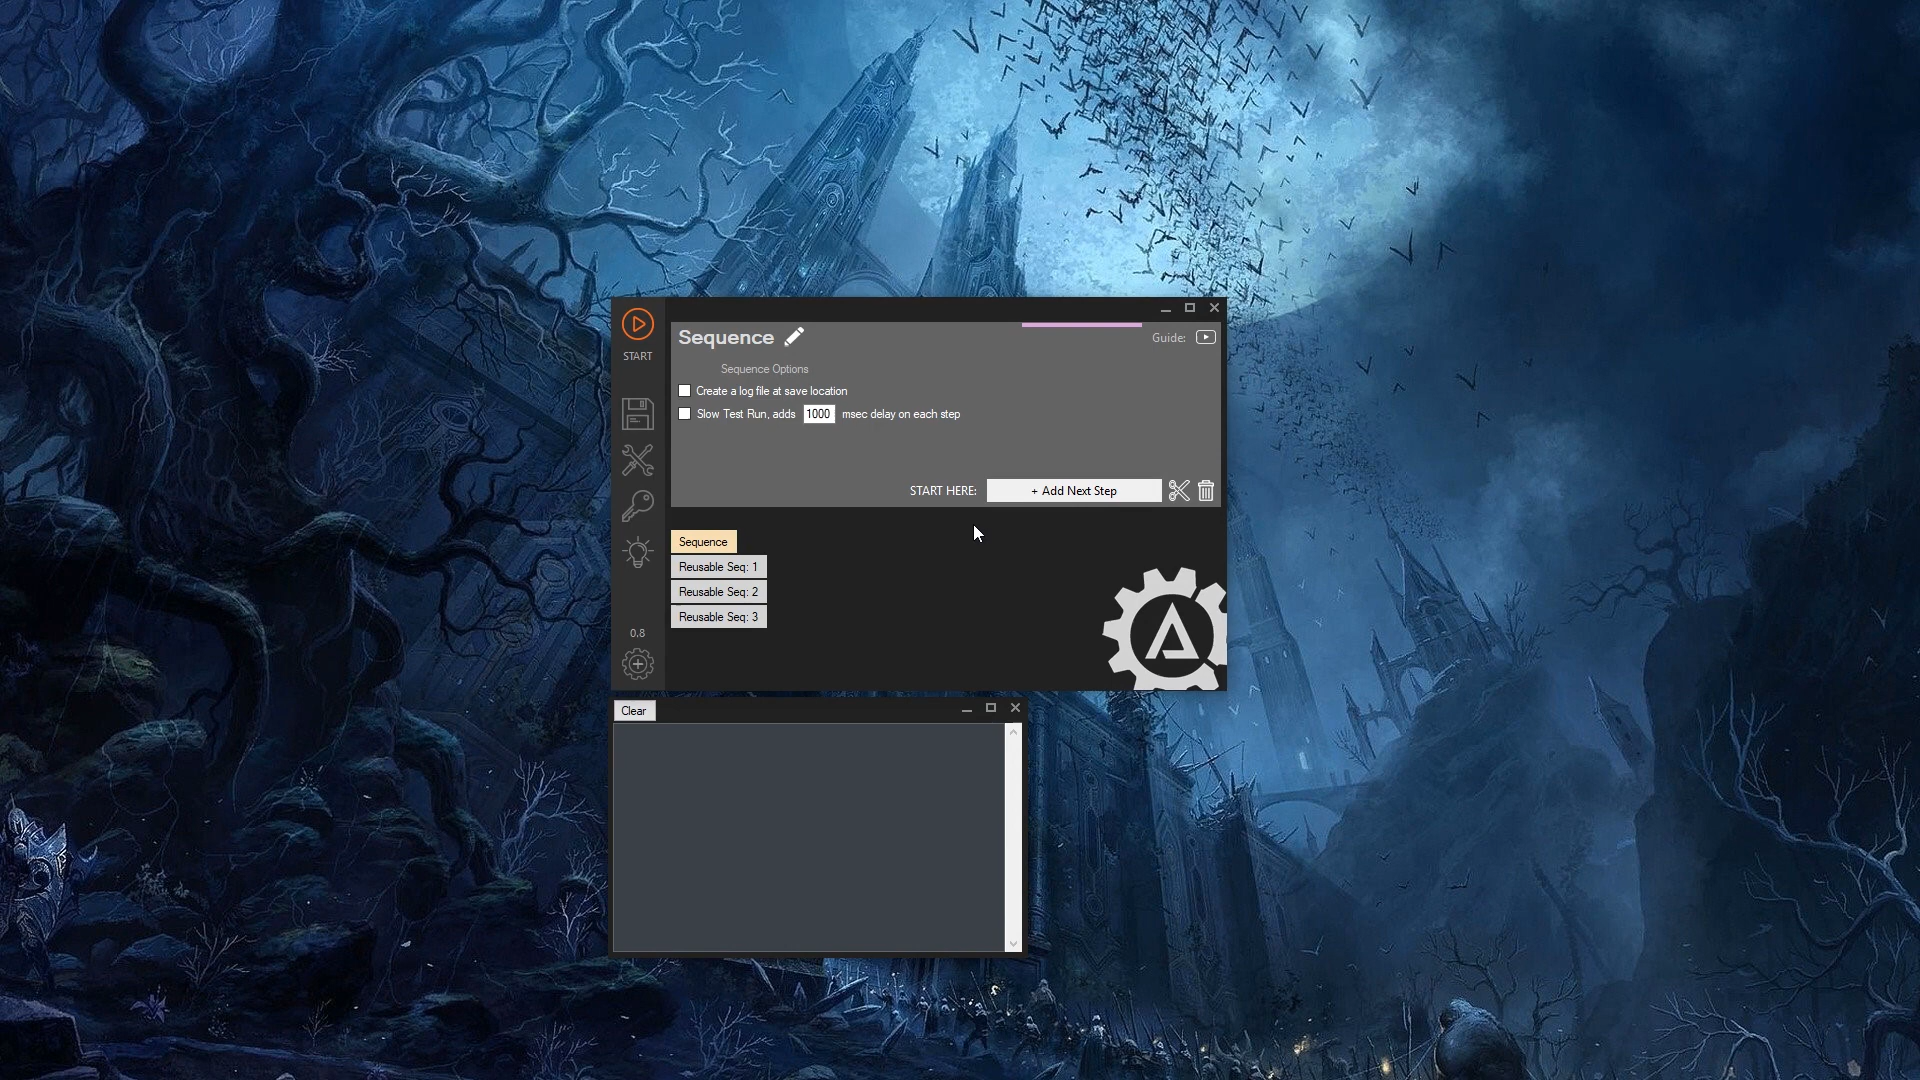 START
Sequence
Guide:
Sequence Options
Create a log file at save location
Slow Test Run, adds 1000 msec delay on each step
START HERE: + Add Next Step
Sequence
Reusable Seq: 1
Reusable Seq: 2
Reusable Seq: 3
0.8
Clear